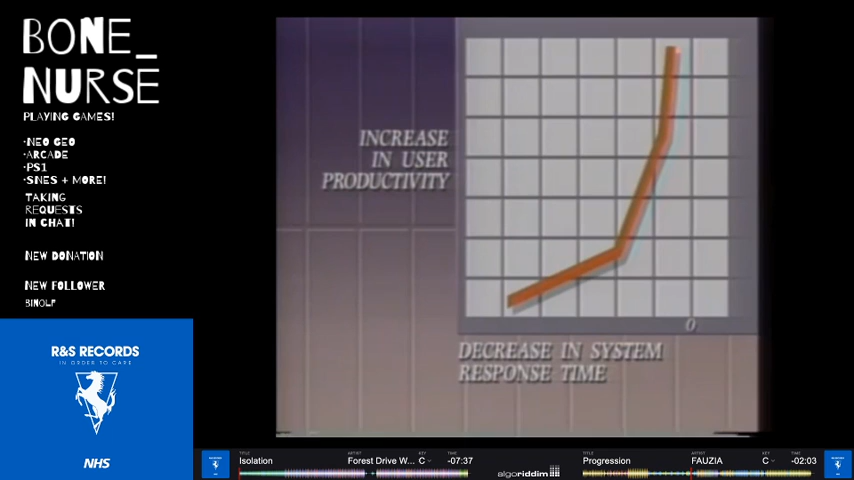 BONE_
NURSE
PLAYING GAMES!
·NEO GEO
·ARCADE
·PS1
·SNES + MORE!
TAKING
REQUESTS
IN CHAT!
NEW DONATION
NEW FOLLOWER
BINOLF
R&S RECORDS
IN ORDER TO CARE
NHS
INCREASE
IN USER
PRODUCTIVITY
0
DECREASE IN SYSTEM
RESPONSE TIME
TITLE ARTIST KEY TIME
Isolation Forest Drive W... C -07:37
algoriddim
TITLE ARTIST KEY TIME
Progression FAUZIA C -02:03